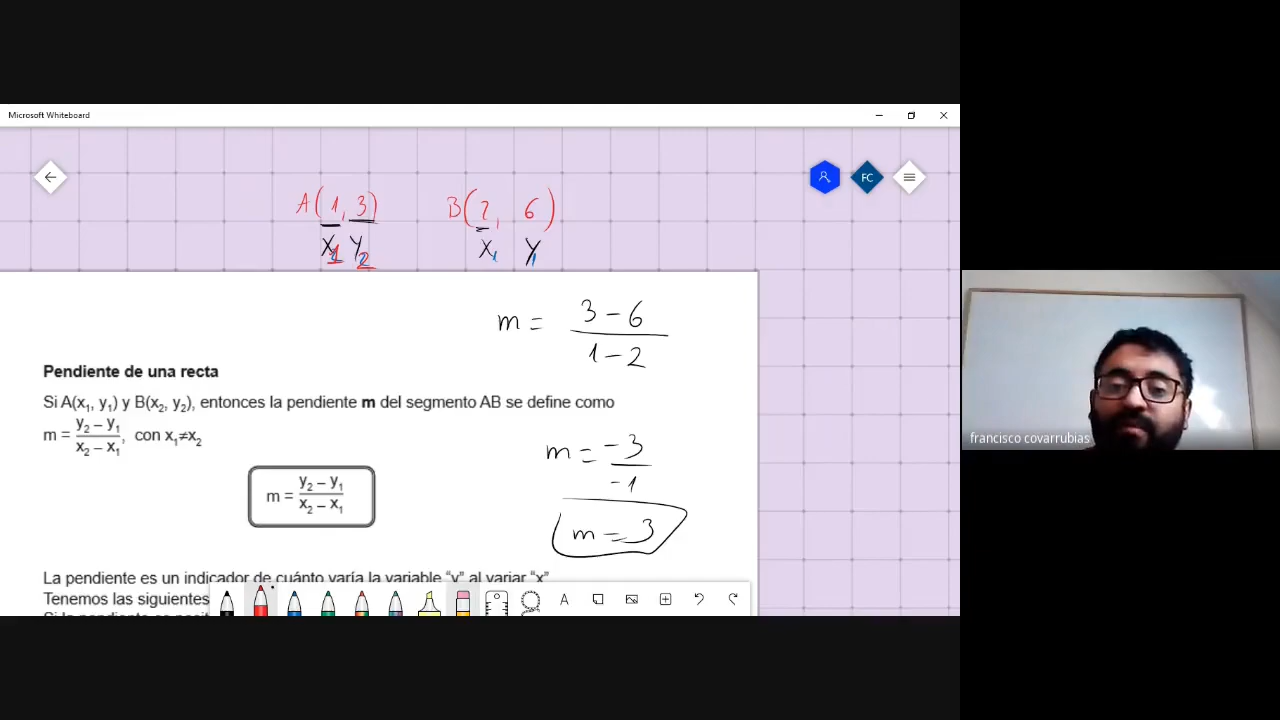 Microsoft Whiteboard
FC
A(1, 3) B(2, 6)
X Y₂ X₁ Y₁
m = 3 - 6 / 1 - 2
Pendiente de una recta
Si A(x₁, y₁) y B(x₂, y₂), entonces la pendiente m del segmento AB se define como
m = y₂ – y₁ / x₂ – x₁, con x₁≠x₂
m = -3 / -1
m = y₂ – y₁ / x₂ – x₁
m = 3
La pendiente es un indicador de cuánto varía la variable “y” al variar “x”
Tenemos las siguientes
A
francisco covarrubias